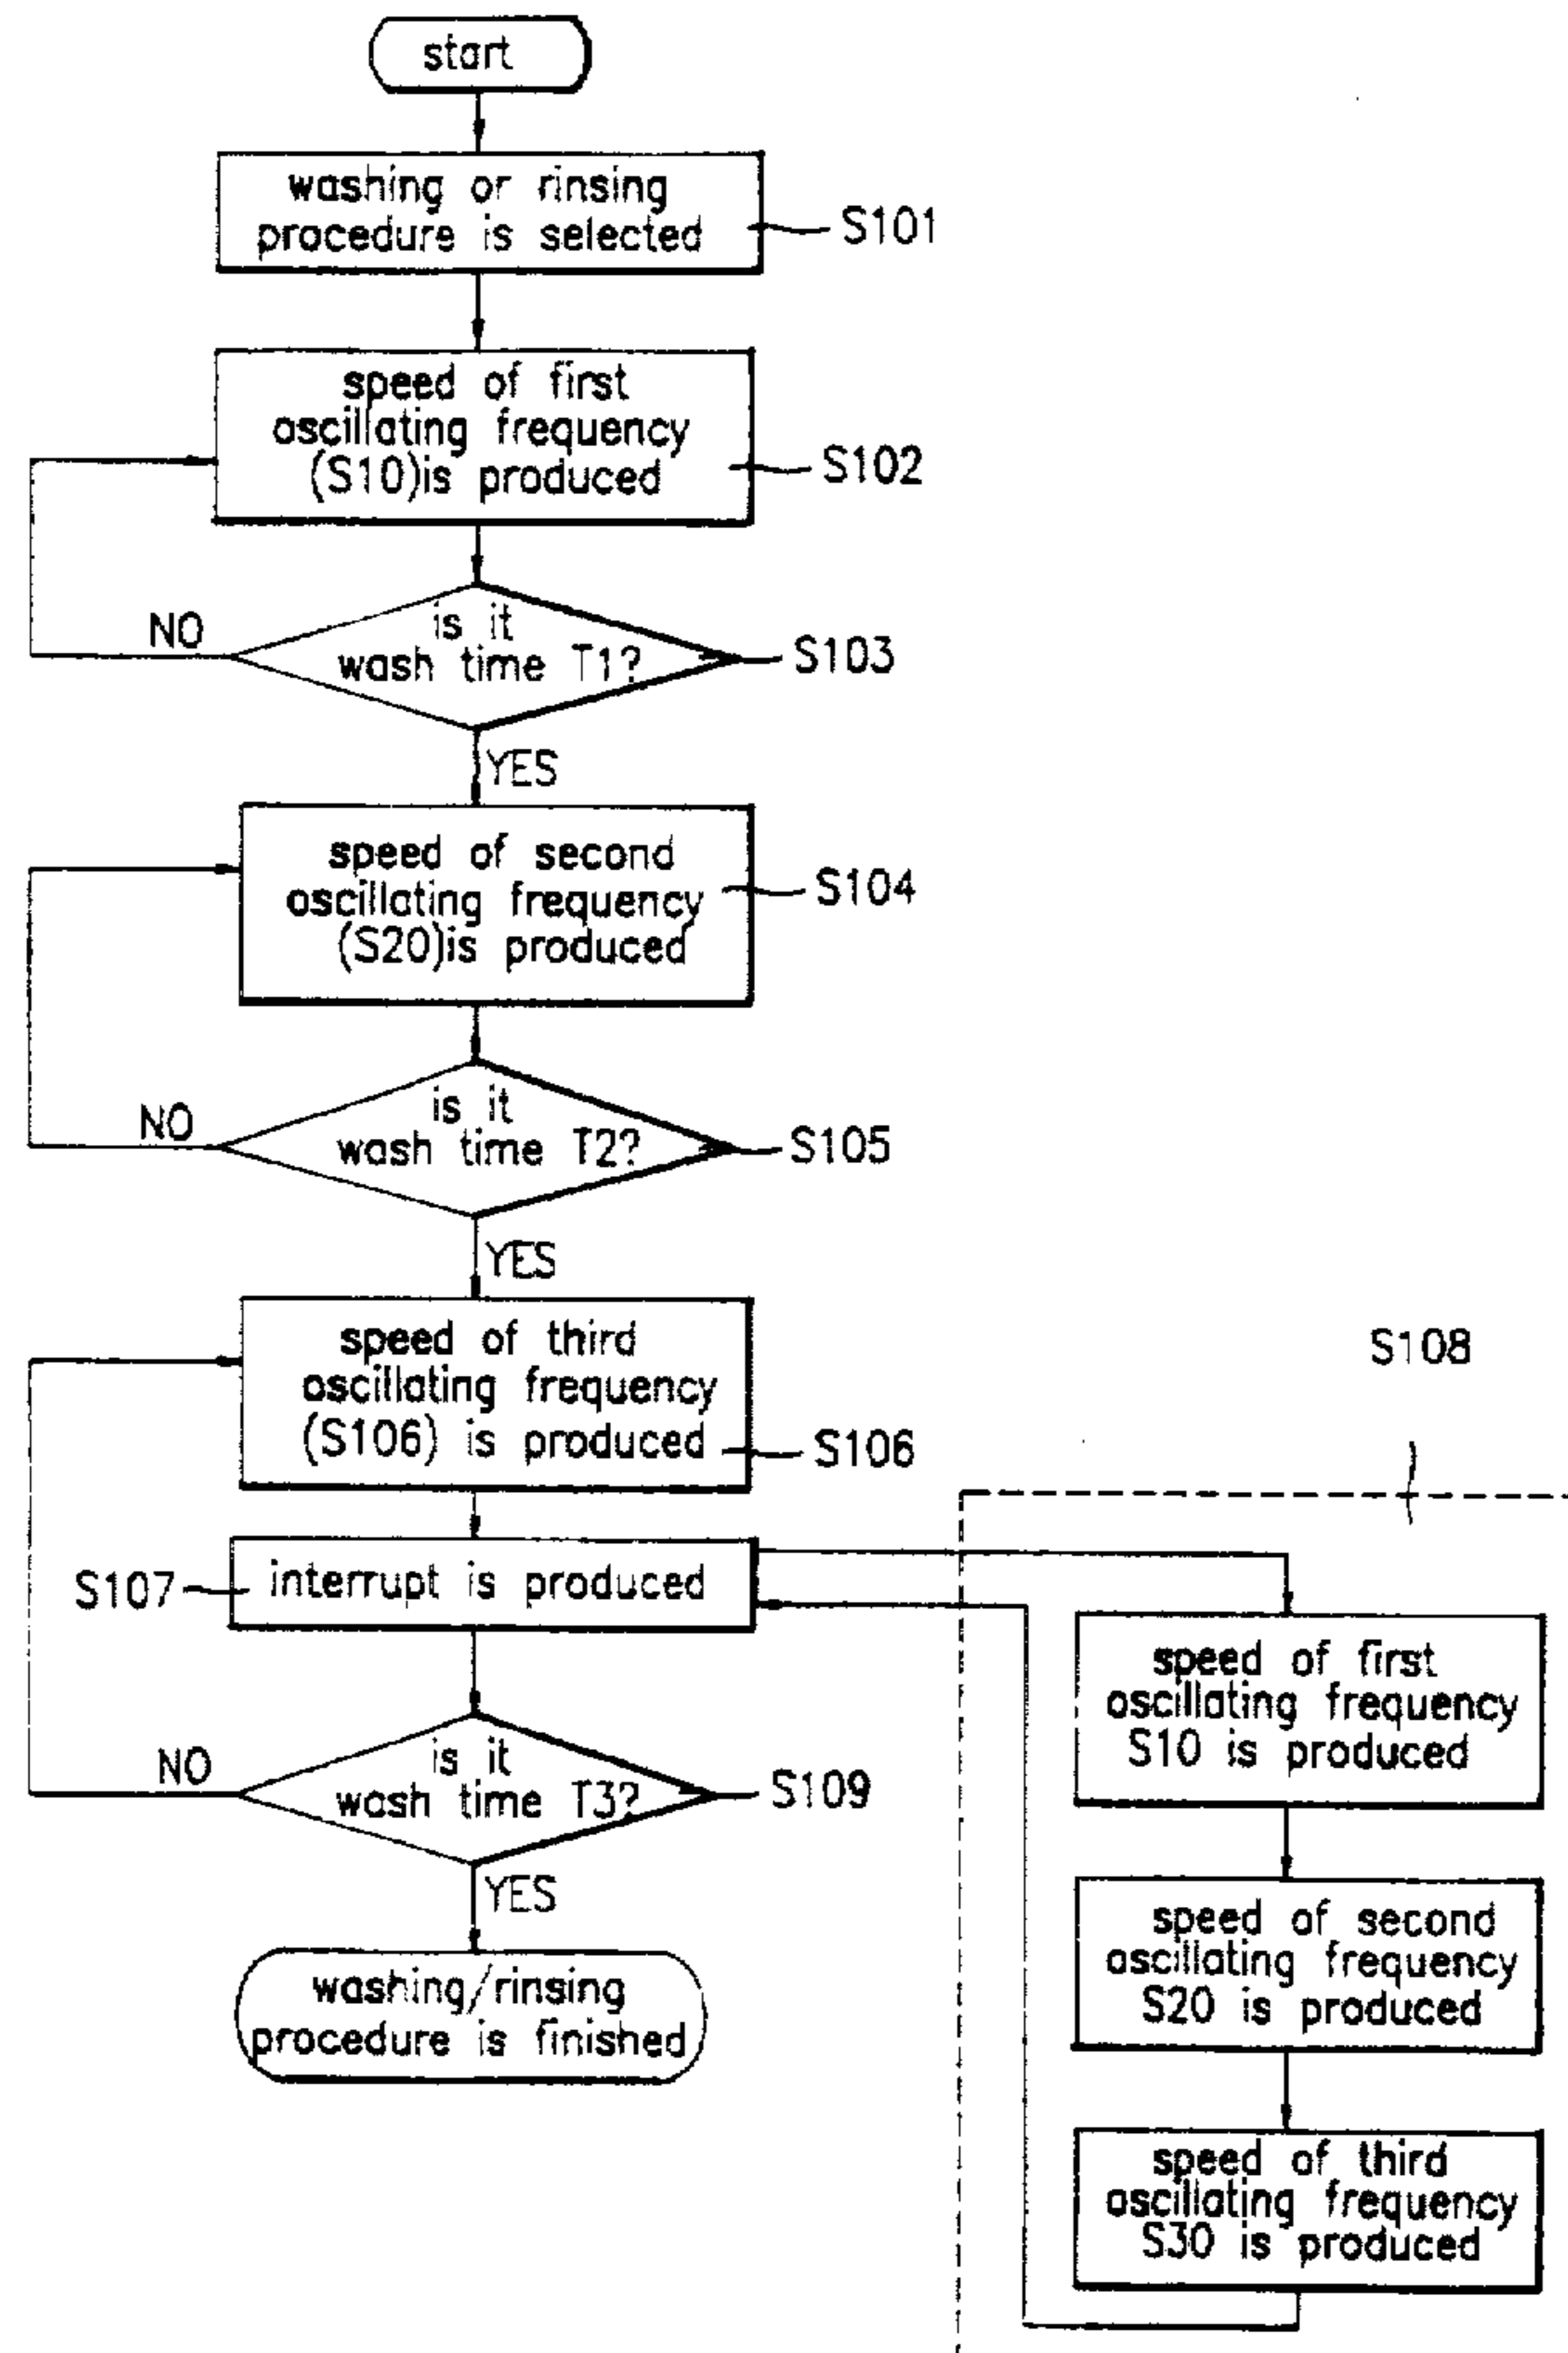 start
washing or rinsing
procedure is selected
S101
speed of first
oscillating frequency
(S10)is produced
S102
is it
wash time T1?
S103
NO
YES
speed of second
oscillating frequency
(S20)is produced
S104
is it
wash time T2?
S105
NO
YES
speed of third
oscillating frequency
(S106) is produced
S106
S107
interrupt is produced
is it
wash time T3?
S109
NO
YES
washing/rinsing
procedure is finished
S108
speed of first
oscillating frequency
S10 is produced
speed of second
oscillating frequency
S20 is produced
speed of third
oscillating frequency
S30 is produced